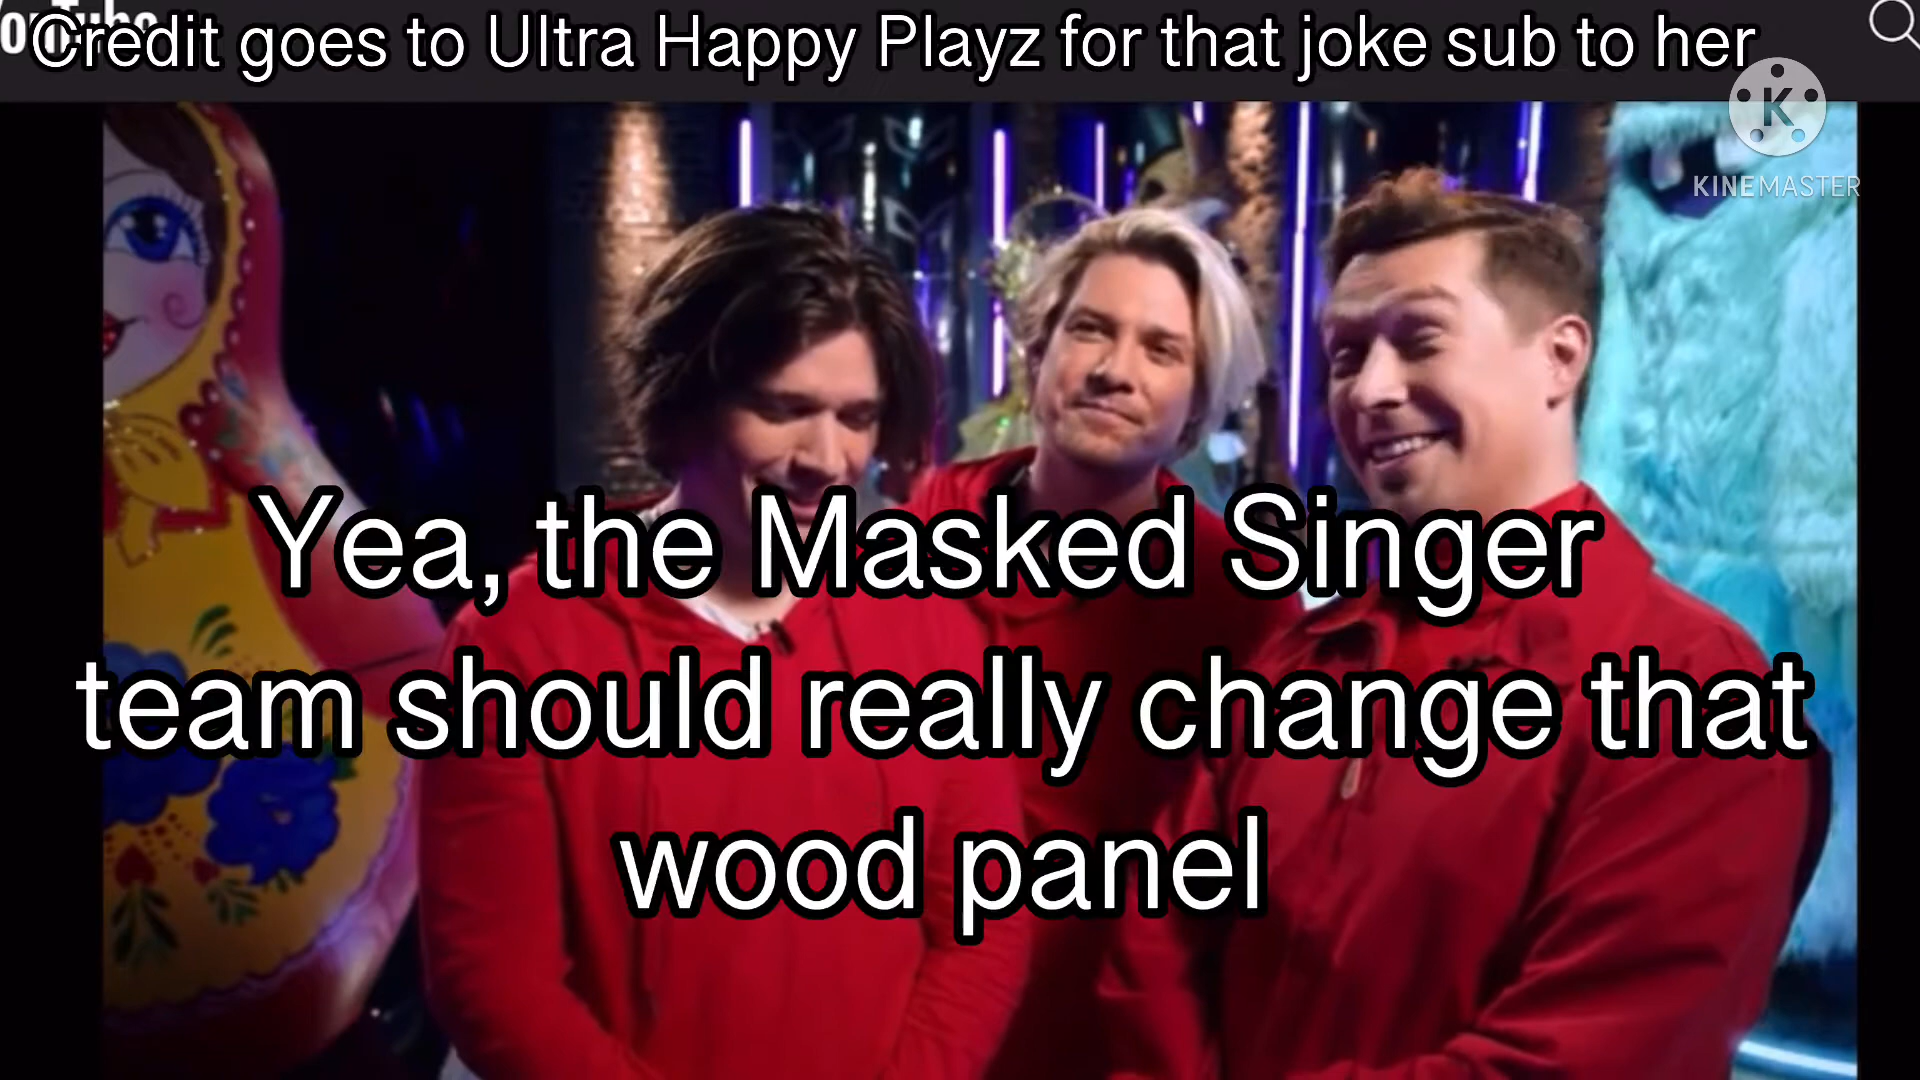 YouTube
Credit goes to Ultra Happy Playz for that joke sub to her
K
KINEMASTER
Yea, the Masked Singer
team should really change that
wood panel